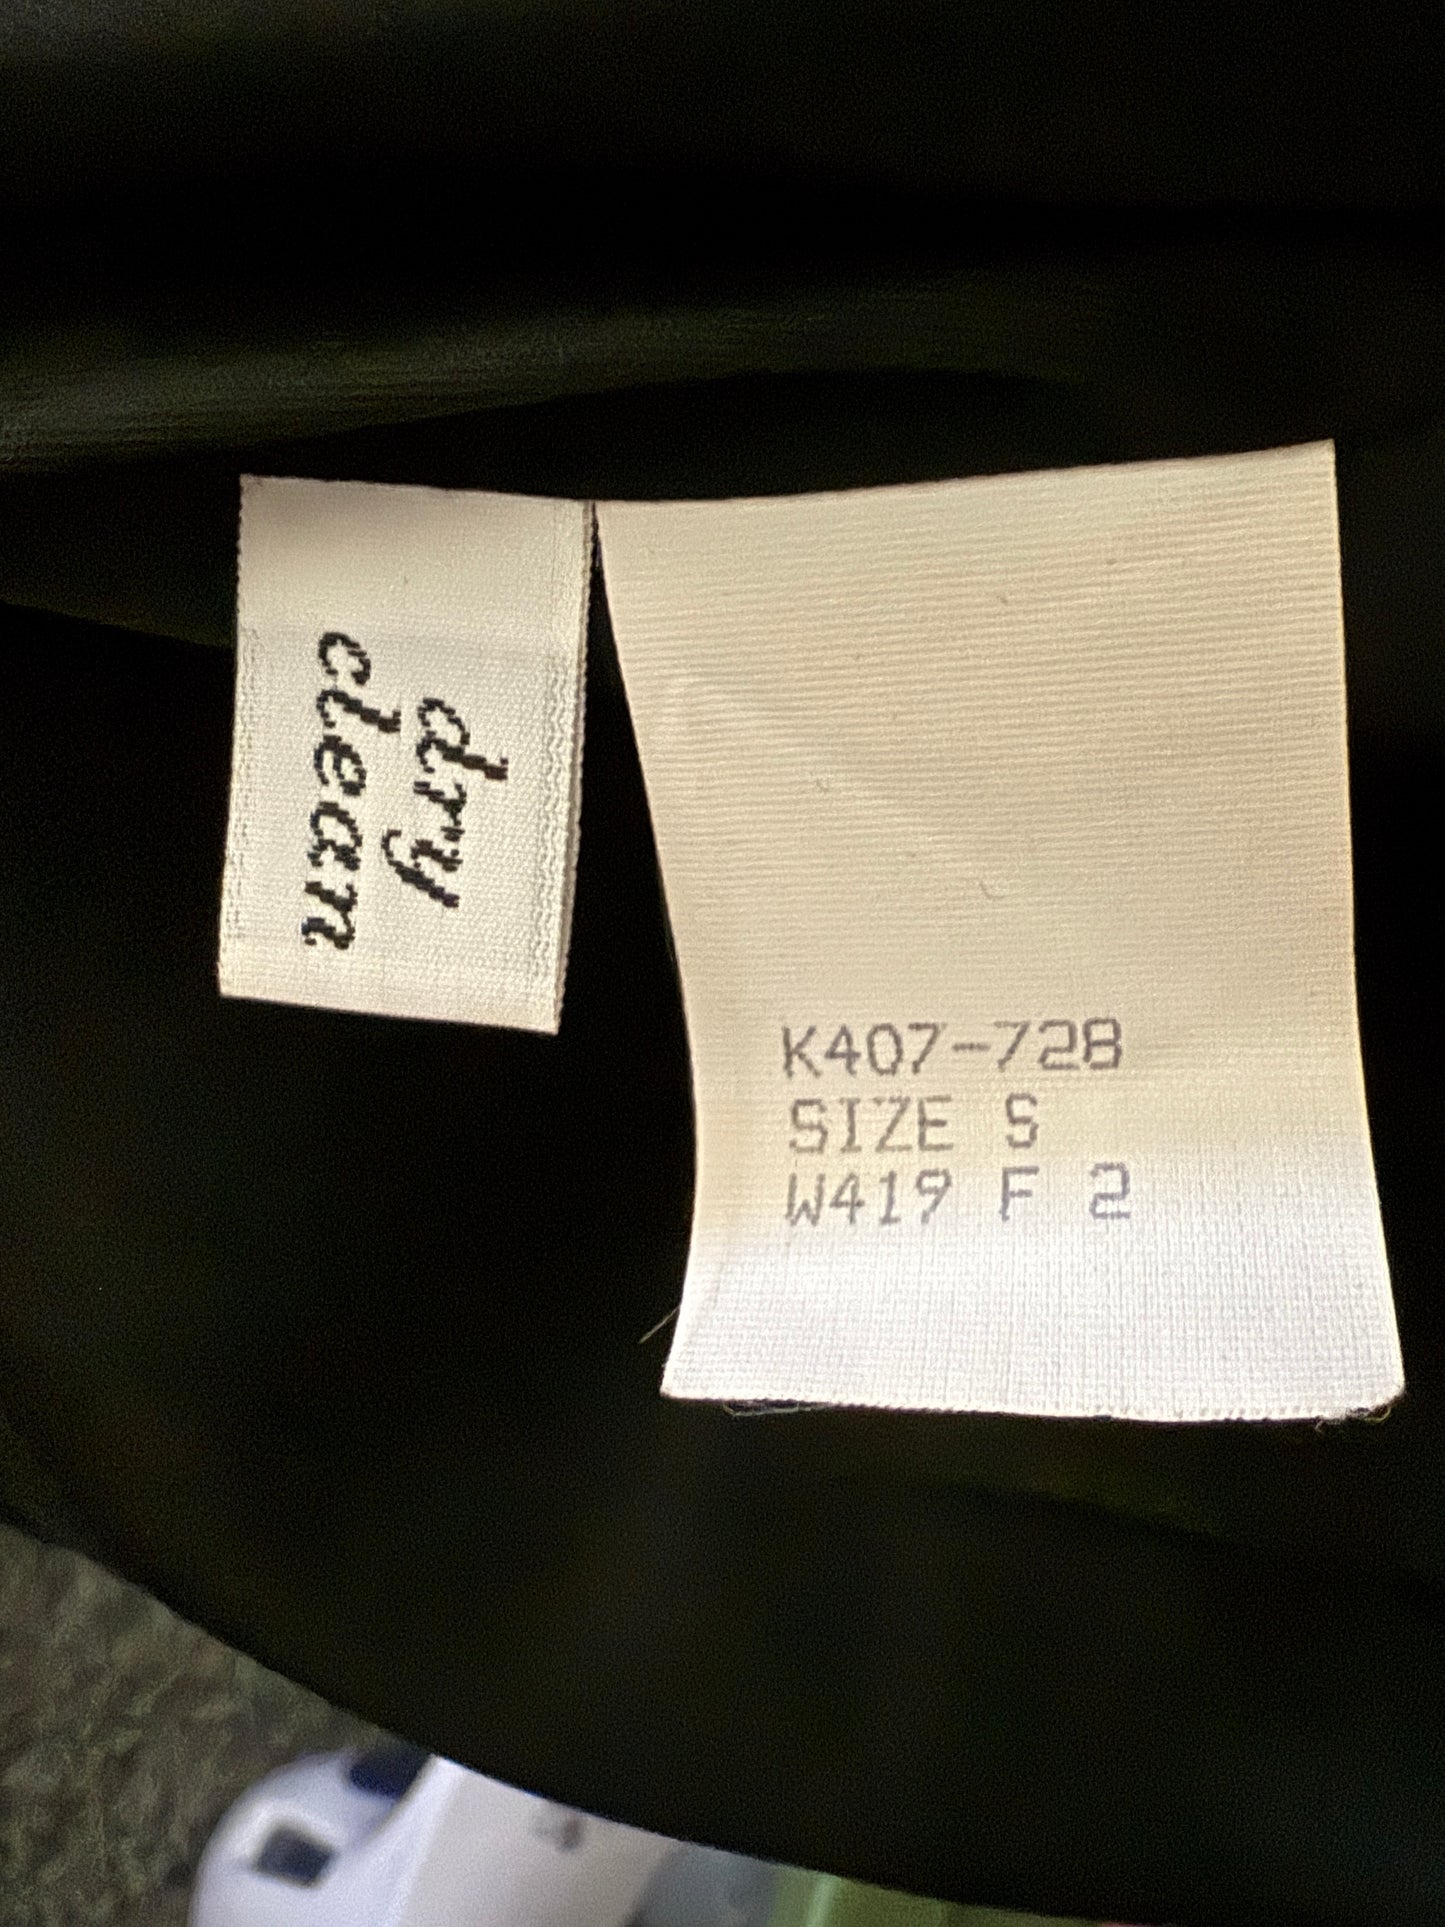 dry
clean
K407-728
SIZE S
W419 F 2